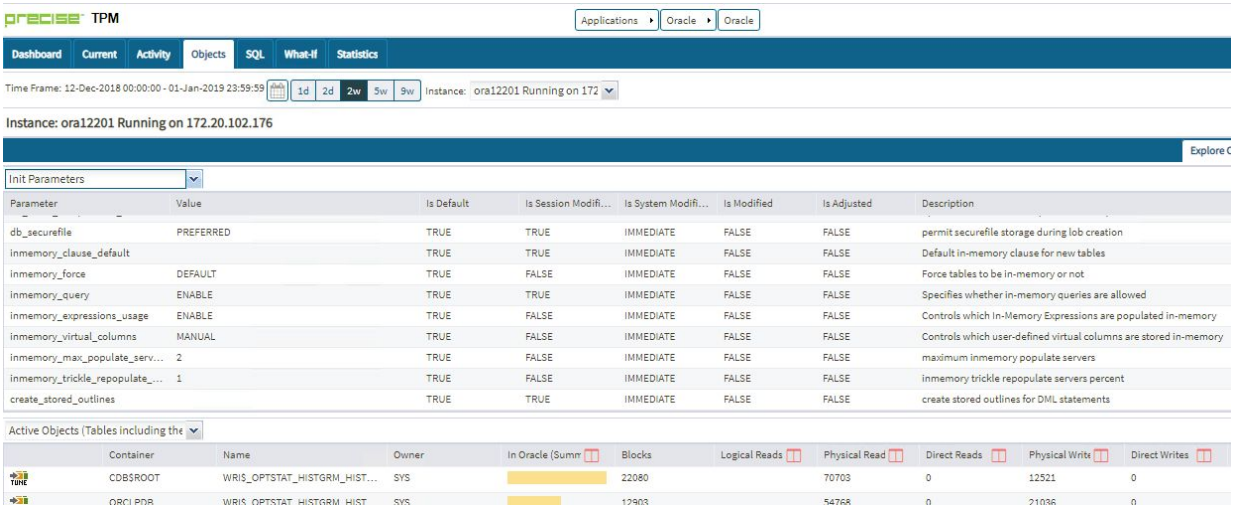 precise TPM
Applications Oracle Oracle
Dashboard Current Activity Objects SQL What-If Statistics
Time Frame: 12-Dec-2018 00:00:00 - 01-Jan-2019 23:59:59 1d 2d 2w 5w 9w Instance: ora12201 Running on 172
Instance: ora12201 Running on 172.20.102.176
Explore
Init Parameters
Parameter Value Is Default Is Session Modifi... Is System Modifi... Is Modified Is Adjusted Description
db_securefile PREFERRED TRUE TRUE IMMEDIATE FALSE FALSE permit securefile storage during lob creation
inmemory_clause_default TRUE TRUE IMMEDIATE FALSE FALSE Default in-memory clause for new tables
inmemory_force DEFAULT TRUE FALSE IMMEDIATE FALSE FALSE Force tables to be in-memory or not
inmemory_query ENABLE TRUE TRUE IMMEDIATE FALSE FALSE Specifies whether in-memory queries are allowed
inmemory_expressions_usage ENABLE TRUE FALSE IMMEDIATE FALSE FALSE Controls which In-Memory Expressions are populated in-memory
inmemory_virtual_columns MANUAL TRUE FALSE IMMEDIATE FALSE FALSE Controls which user-defined virtual columns are stored in-memory
inmemory_max_populate_serv... 2 TRUE FALSE IMMEDIATE FALSE FALSE maximum inmemory populate servers
inmemory_trickle_repopulate_... 1 TRUE FALSE IMMEDIATE FALSE FALSE inmemory trickle repopulate servers percent
create_stored_outlines TRUE TRUE IMMEDIATE FALSE FALSE create stored outlines for DML statements
Active Objects (Tables including the
Container Name Owner In Oracle (Summ Blocks Logical Reads Physical Read Direct Reads Physical Write Direct Writes
TUNE CDB$ROOT WRI$_OPTSTAT_HISTGRM_HIST... SYS 22080 70703 0 12521 0
ORCLPDB WRI$_OPTSTAT_HISTGRM_HIST SYS 12903 54768 0 21036 0